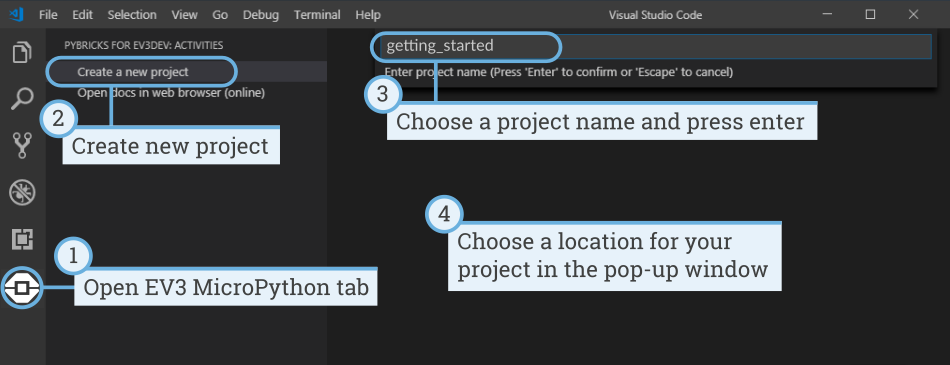 File Edit Selection View Go Debug Terminal Help Visual Studio Code
PYBRICKS FOR EV3DEV: ACTIVITIES
Create a new project
Open docs in web browser (online)
2
Create new project
getting_started
Enter project name (Press 'Enter' to confirm or 'Escape' to cancel)
3
Choose a project name and press enter
4
Choose a location for your
project in the pop-up window
1
Open EV3 MicroPython tab